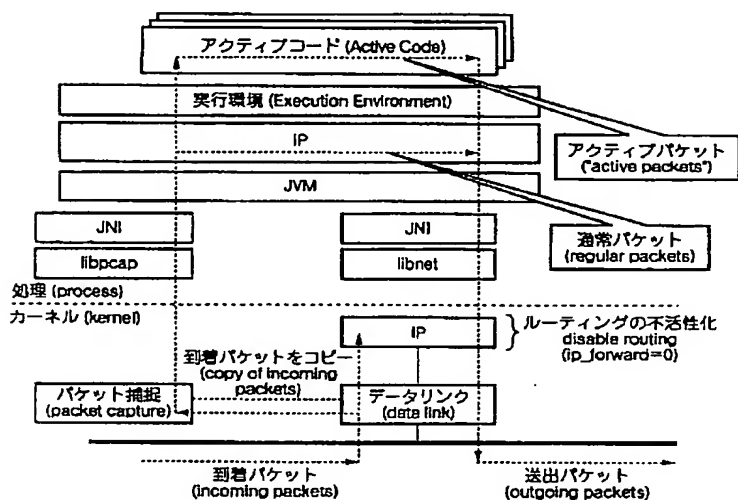 アクティブコード (Active Code)
実行環境 (Execution Environment)
IP
アクティブパケット
("active packets")
JVM
JNI
JNI
通常パケット
(regular packets)
libpcap
libnet
処理 (process)
カーネル (kernel)
IP
ルーティングの不活性化
disable routing
(ip_forward=0)
到着パケットをコピー
(copy of incoming
packets)
パケット捕捉
(packet capture)
データリンク
(data link)
到着パケット
(incoming packets)
送出パケット
(outgoing packets)